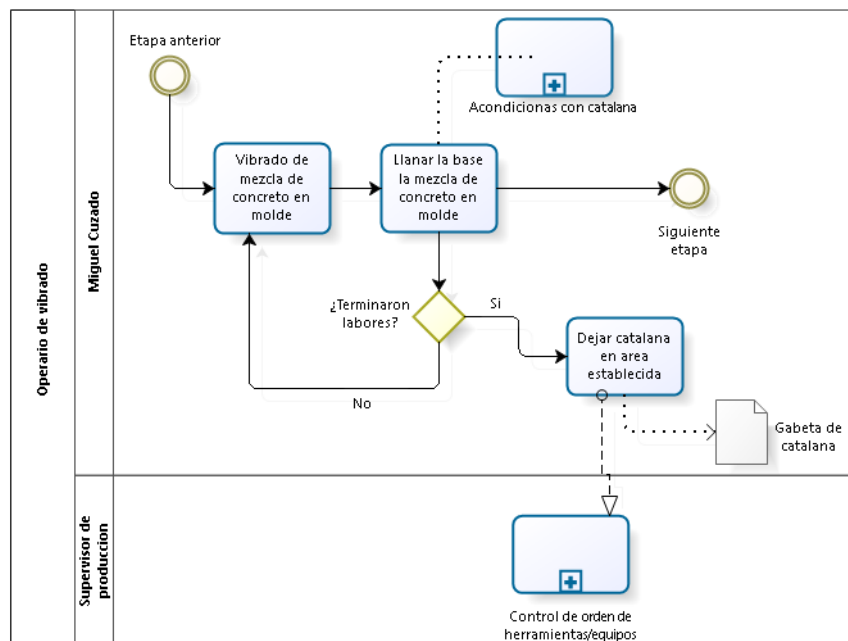 Operario de vibrado
Miguel Cuzado
Etapa anterior
Acondicionas con catalana
Vibrado de
mezcla de
concreto en
molde
Llanar la base
la mezcla de
concreto en
molde
Siguiente
etapa
¿Terminaron
labores?
Si
No
Dejar catalana
en area
establecida
Gabeta de
catalana
Supervisor de
produccion
Control de orden de
herramientas/equipos